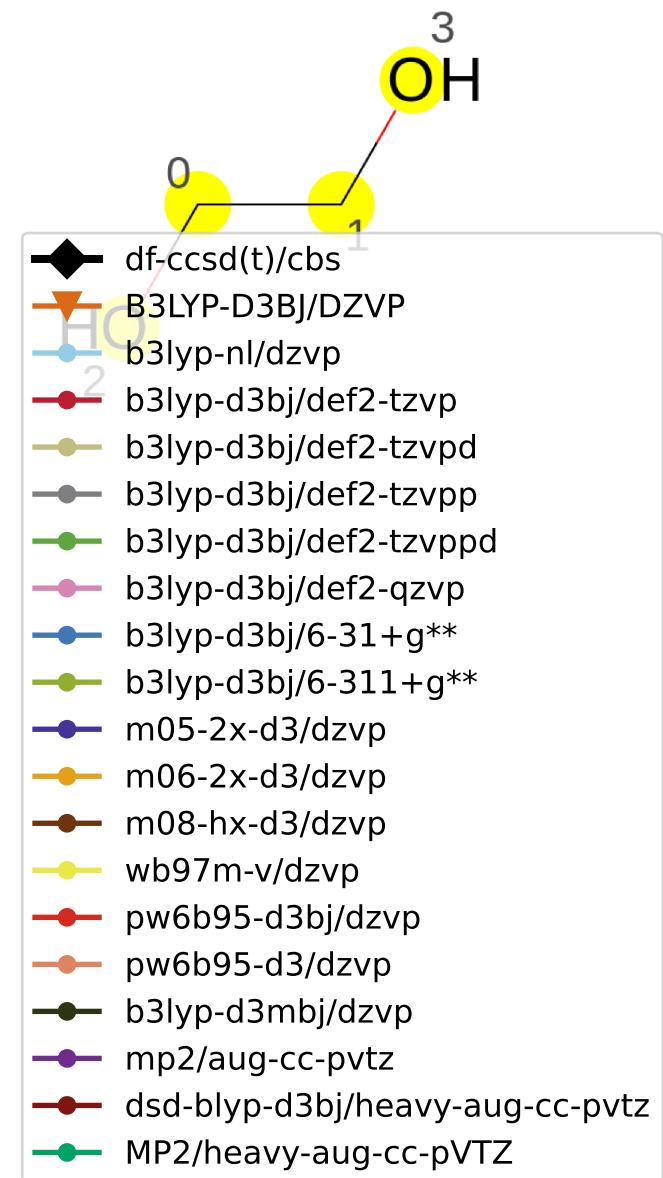 3
OH
0
1
df-ccsd(t)/cbs
B3LYP-D3BJ/DZVP
HO
b3lyp-nl/dzvp
2
b3lyp-d3bj/def2-tzvp
b3lyp-d3bj/def2-tzvpd
b3lyp-d3bj/def2-tzvpp
b3lyp-d3bj/def2-tzvppd
b3lyp-d3bj/def2-qzvp
b3lyp-d3bj/6-31+g**
b3lyp-d3bj/6-311+g**
m05-2x-d3/dzvp
m06-2x-d3/dzvp
m08-hx-d3/dzvp
wb97m-v/dzvp
pw6b95-d3bj/dzvp
pw6b95-d3/dzvp
b3lyp-d3mbj/dzvp
mp2/aug-cc-pvtz
dsd-blyp-d3bj/heavy-aug-cc-pvtz
MP2/heavy-aug-cc-pVTZ